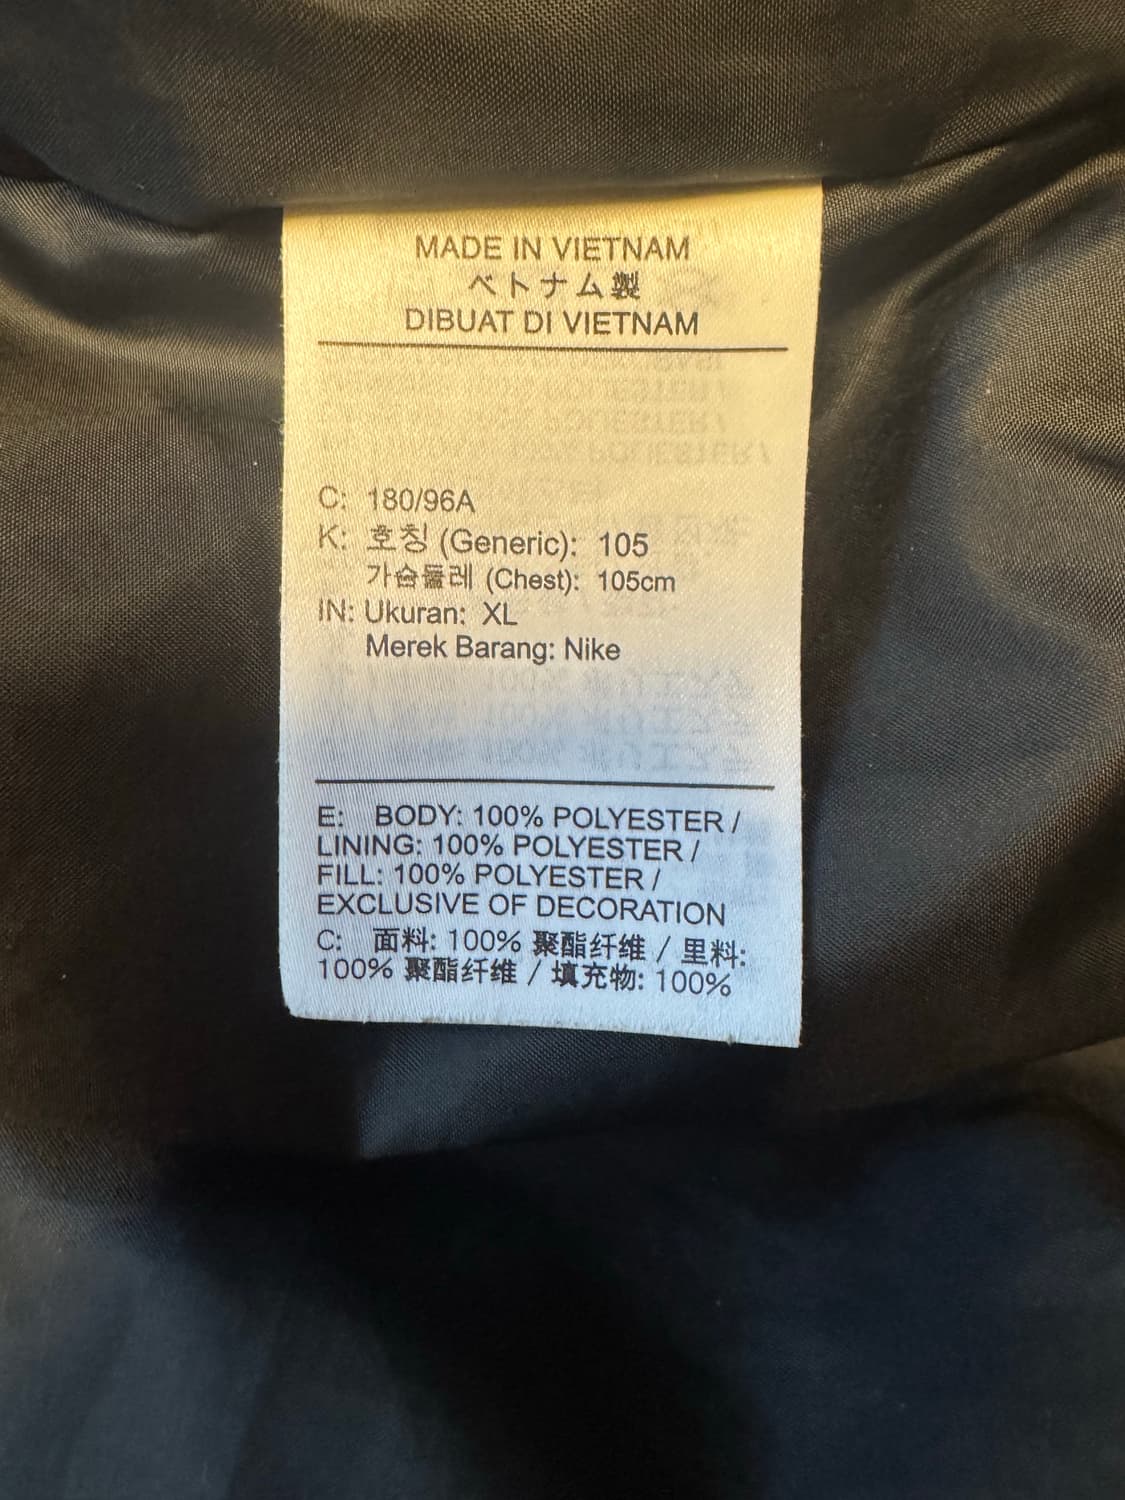 MADE IN VIETNAM
ベトナム製
DIBUAT DI VIETNAM
C: 180/96A
K: 호칭 (Generic): 105
가슴둘레 (Chest): 105cm
IN: Ukuran: XL
Merek Barang: Nike
E: BODY: 100% POLYESTER /
LINING: 100% POLYESTER /
FILL: 100% POLYESTER /
EXCLUSIVE OF DECORATION
C: 面料: 100% 聚酯纤维 / 里料:
100% 聚酯纤维 / 填充物: 100%